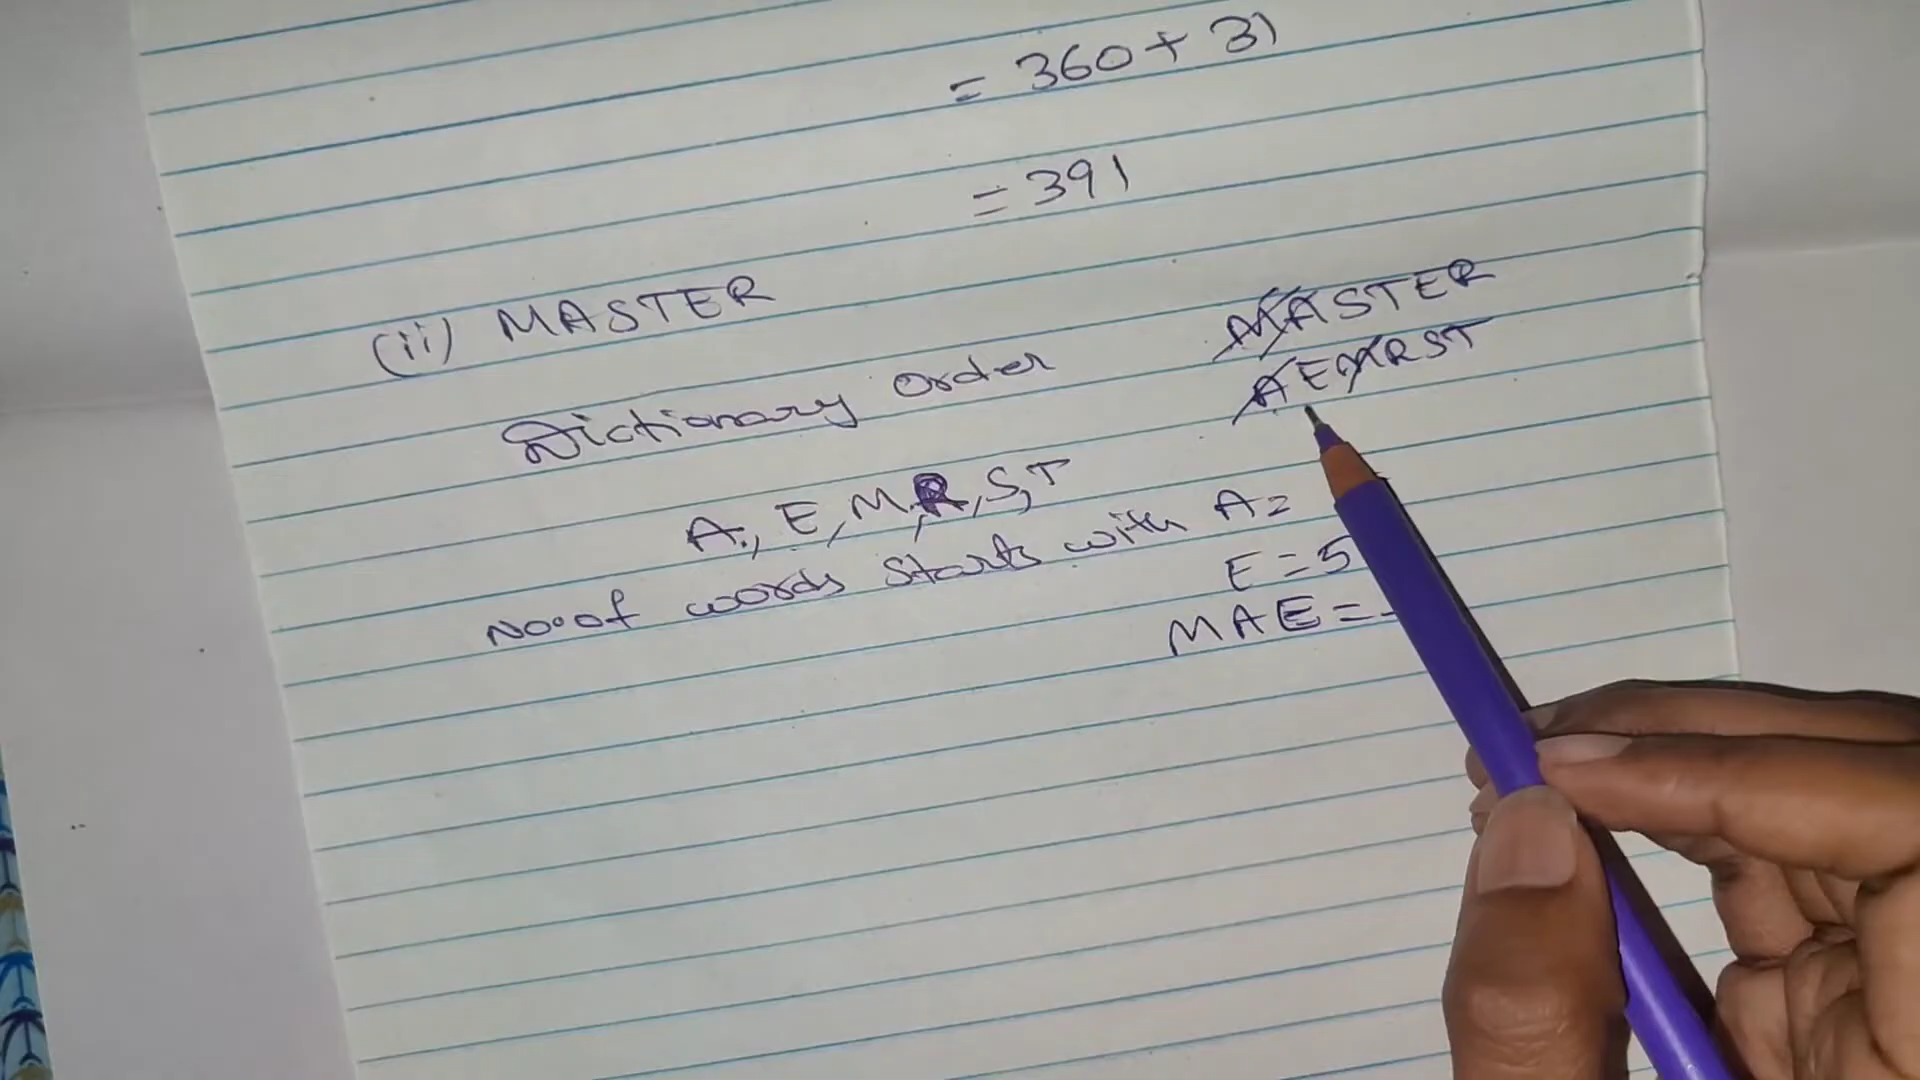 = 360 + 31
= 391
(ii) MASTER
MASTER
AEMRST
Dictionary Order
A, E, M, R, S, T
No. of words starts with A =
E = 5
MAE =